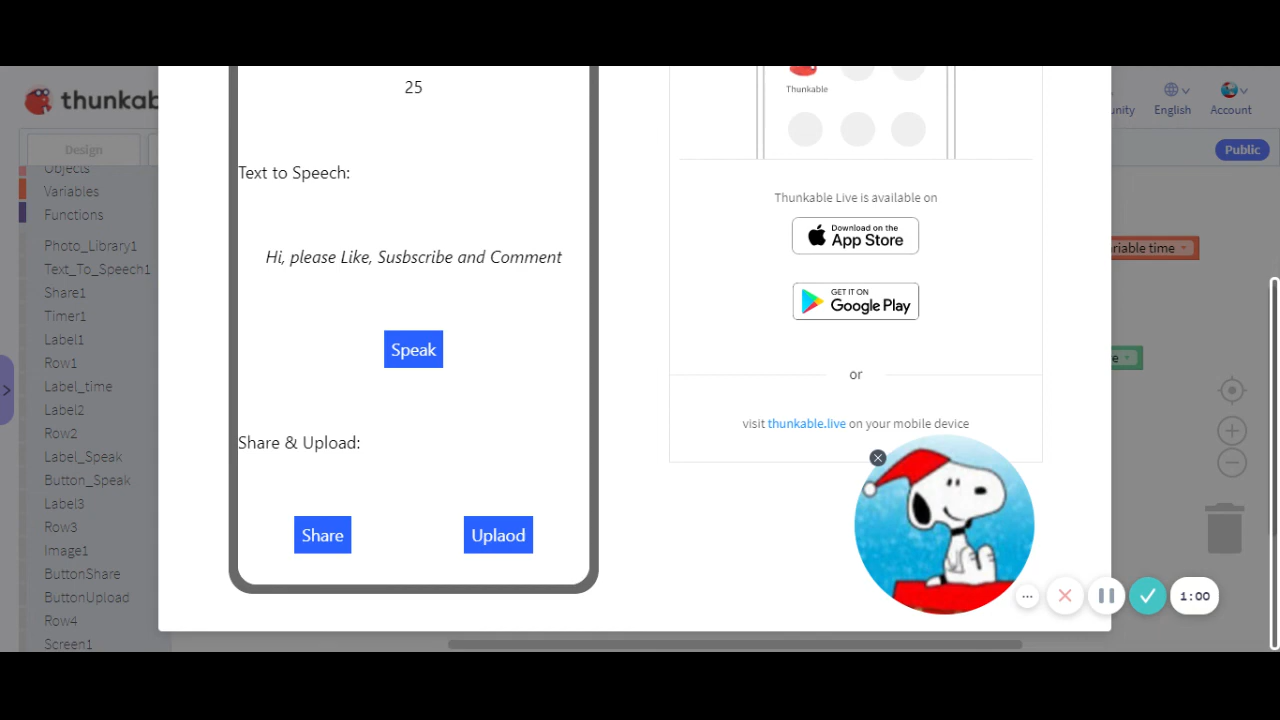 thunkable
Design
Objects
Variables
Functions
Photo_Library1
Text_To_Speech1
Share1
Timer1
Label1
Row1
Label_time
Label2
Row2
Label_Speak
Button_Speak
Label3
Row3
Image1
ButtonShare
ButtonUpload
Row4
Screen1
25
Text to Speech:
Hi, please Like, Susbscribe and Comment
Speak
Share & Upload:
Share
Uplaod
Thunkable
Thunkable Live is available on
Download on the
App Store
GET IT ON
Google Play
or
visit thunkable.live on your mobile device
English
Account
Public
time
1:00